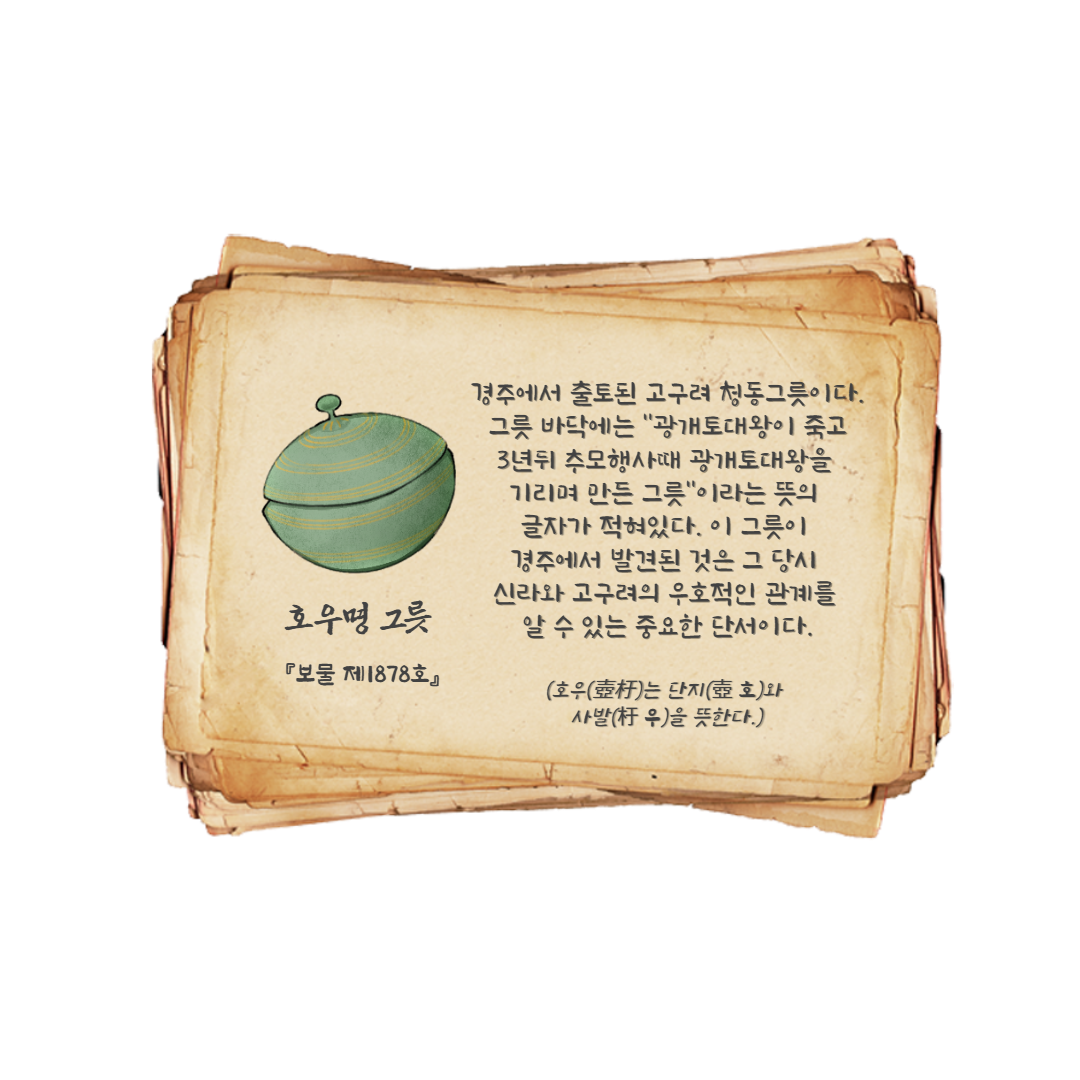 호우명 그릇
『보물 제1878호』
경주에서 출토된 고구려 청동그릇이다.
그릇 바닥에는 "광개토대왕이 죽고
3년뒤 추모행사때 광개토대왕을
기리며 만든 그릇"이라는 뜻의
글자가 적혀있다. 이 그릇이
경주에서 발견된 것은 그 당시
신라와 고구려의 우호적인 관계를
알 수 있는 중요한 단서이다.
(호우(壺杅)는 단지(壺 호)와
사발(杅 우)을 뜻한다.)